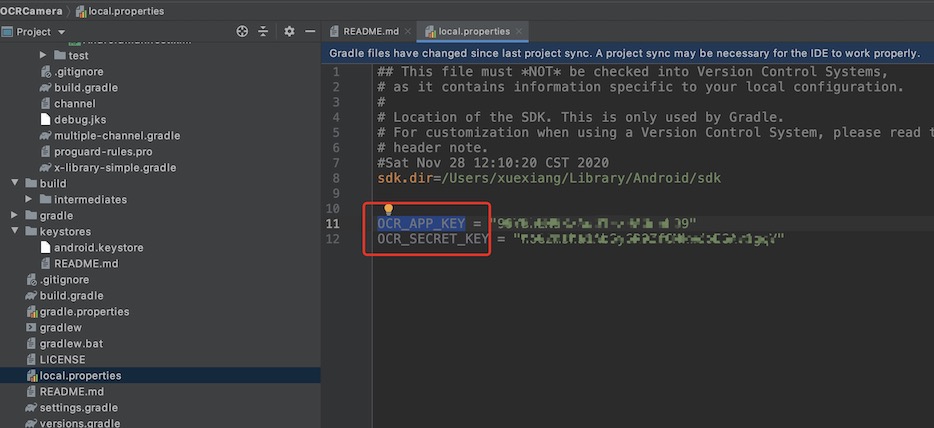 OCRCamera
local.properties
Project
test
.gitignore
build.gradle
channel
debug.jks
multiple-channel.gradle
proguard-rules.pro
x-library-simple.gradle
build
intermediates
gradle
keystores
android.keystore
README.md
.gitignore
build.gradle
gradle.properties
gradlew
gradlew.bat
LICENSE
local.properties
README.md
settings.gradle
versions.gradle
README.md
local.properties
Gradle files have changed since last project sync. A project sync may be necessary for the IDE to work properly.
1 ## This file must *NOT* be checked into Version Control Systems,
2 # as it contains information specific to your local configuration.
3 #
4 # Location of the SDK. This is only used by Gradle.
5 # For customization when using a Version Control System, please read t
6 # header note.
7 #Sat Nov 28 12:10:20 CST 2020
8 sdk.dir=/Users/xuexiang/Library/Android/sdk
9
10
11 OCR_APP_KEY = "
12 OCR_SECRET_KEY = "